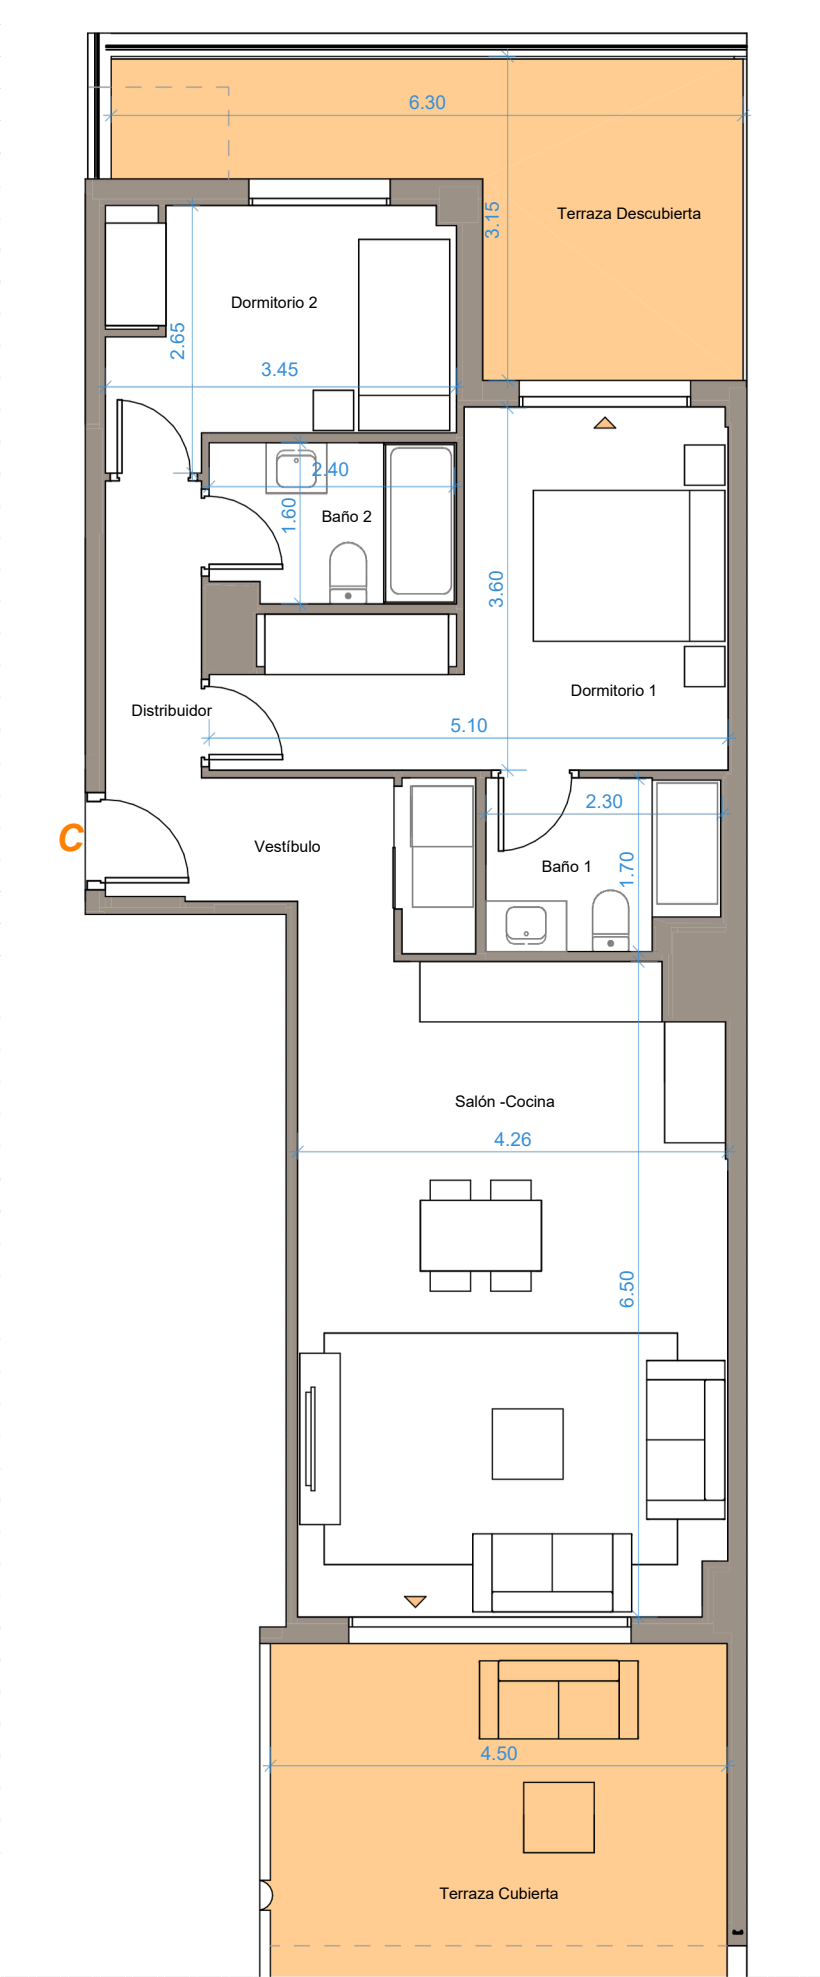 6.30
3.15
Terraza Descubierta
Dormitorio 2
2.65
3.45
2.40
1.60
Baño 2
3.60
Dormitorio 1
Distribuidor
5.10
2.30
C
Vestíbulo
Baño 1
1.70
Salón -Cocina
4.26
6.50
4.50
Terraza Cubierta